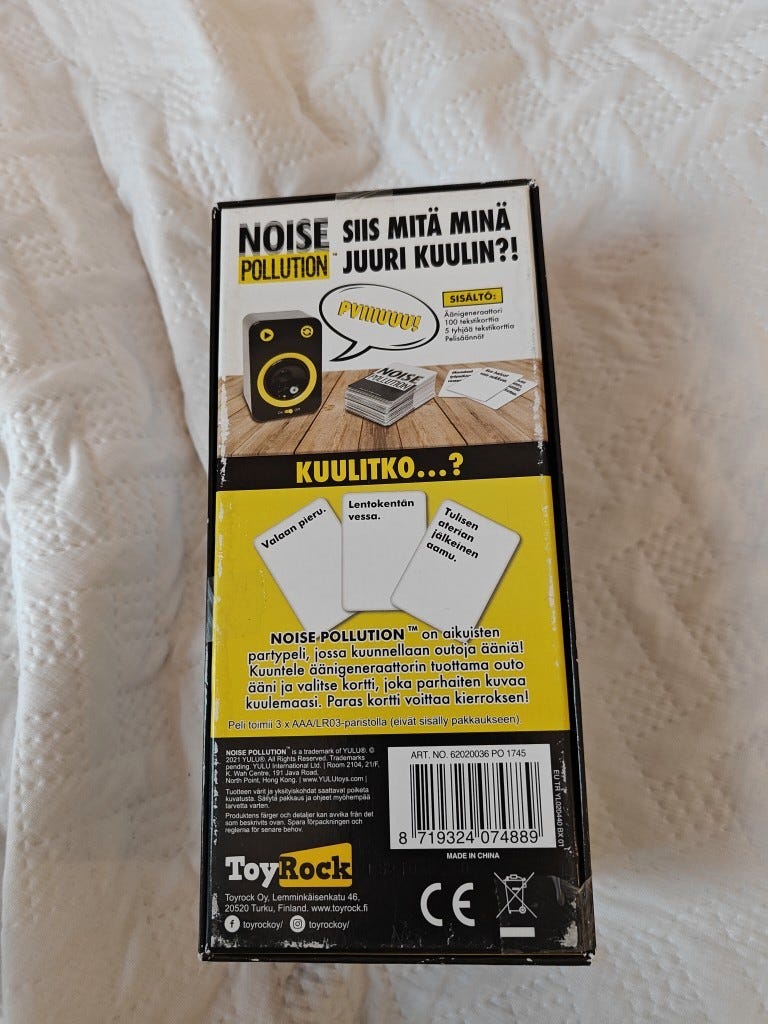 NOISE
POLLUTION™
SIIS MITÄ MINÄ
JUURI KUULIN?!
PVIIIUUU!
SISÄLTÖ:
Äänigeneraattori
100 tekstikorttia
5 tyhjää tekstikorttia
Pelisäännöt
NOISE
POLLUTION
ON OFF
KUULITKO...?
Valaan pieru.
Lentokentän
vessa.
Tulisen
aterian
jälkeinen
aamu.
NOISE POLLUTION™ on aikuisten
partypeli, jossa kuunnellaan outoja ääniä!
Kuuntele äänigeneraattorin tuottama outo
ääni ja valitse kortti, joka parhaiten kuvaa
kuulemaasi. Paras kortti voittaa kierroksen!
Peli toimii 3 x AAA/LR03-paristolla (eivät sisälly pakkaukseen)
NOISE POLLUTION™ is a trademark of YULU®. ©
2021 YULU®. All Rights Reserved. Trademarks
pending. YULU International Ltd. | Room 2104, 21/F,
K. Wah Centre, 191 Java Road,
North Point, Hong Kong. | www.YULUtoys.com |
Tuotteen värit ja yksityiskohdat saattavat poiketa
kuvatusta. Säilytä pakkaus ja ohjeet myöhempää
tarvetta varten.
Produktens färger och detaljer kan avvika från det
som beskrivits ovan. Spara förpackningen och
reglerna för senare behov.
ART. NO. 62020036 PO 1745
8 719324 074889
MADE IN CHINA
ToyRock
Toyrock Oy, Lemminkäisenkatu 46,
20520 Turku, Finland. www.toyrock.fi
toyrockoy/ toyrockoy/
CE